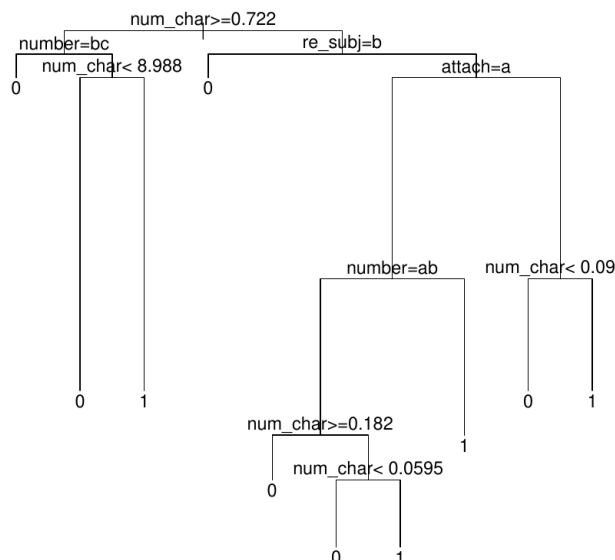 num_char>=0.722
number=bc
re_subj=b
num_char< 8.988
attach=a
0
0
number=ab
num_char< 0.09
0
1
0
1
num_char>=0.182
1
num_char< 0.0595
0
0
1